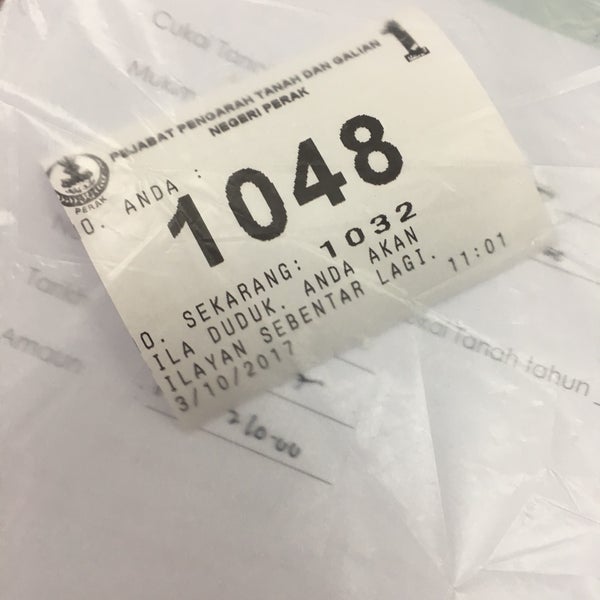 Cukai Tanah
Mukim
PEJABAT PENGARAH TANAH DAN GALIAN
NEGERI PERAK
1
PERAK
O. ANDA :
1048
O. SEKARANG: 1032
ILA DUDUK. ANDA AKAN
ILAYAN SEBENTAR LAGI.
3/10/2017 11:01
Tanah tahun
Amaun